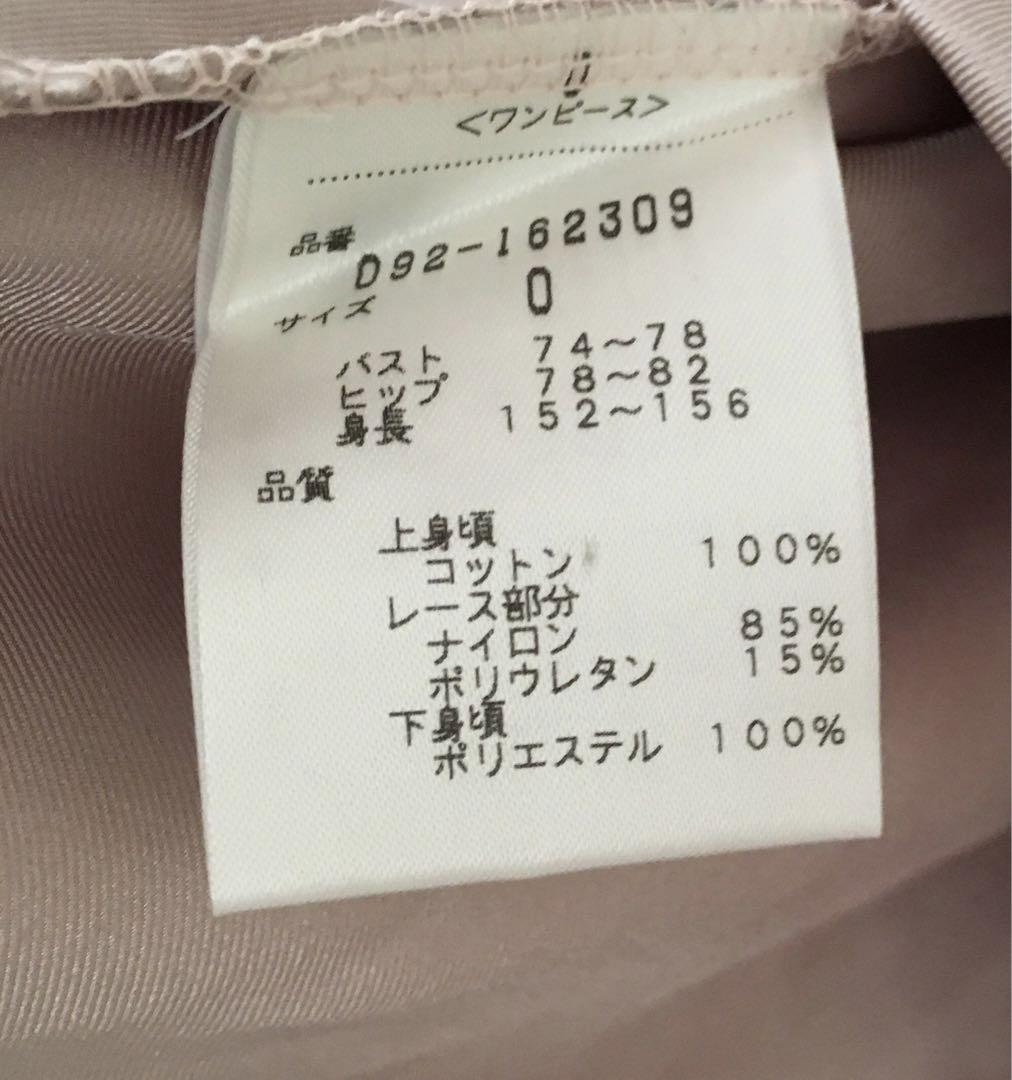 <ワンピース>
品番
D92-162309
サイズ 0
バスト 74～78
ヒップ 78～82
身長 152～156
品質
上身頃
コットン 100%
レース部分
ナイロン 85%
ポリウレタン 15%
下身頃
ポリエステル 100%